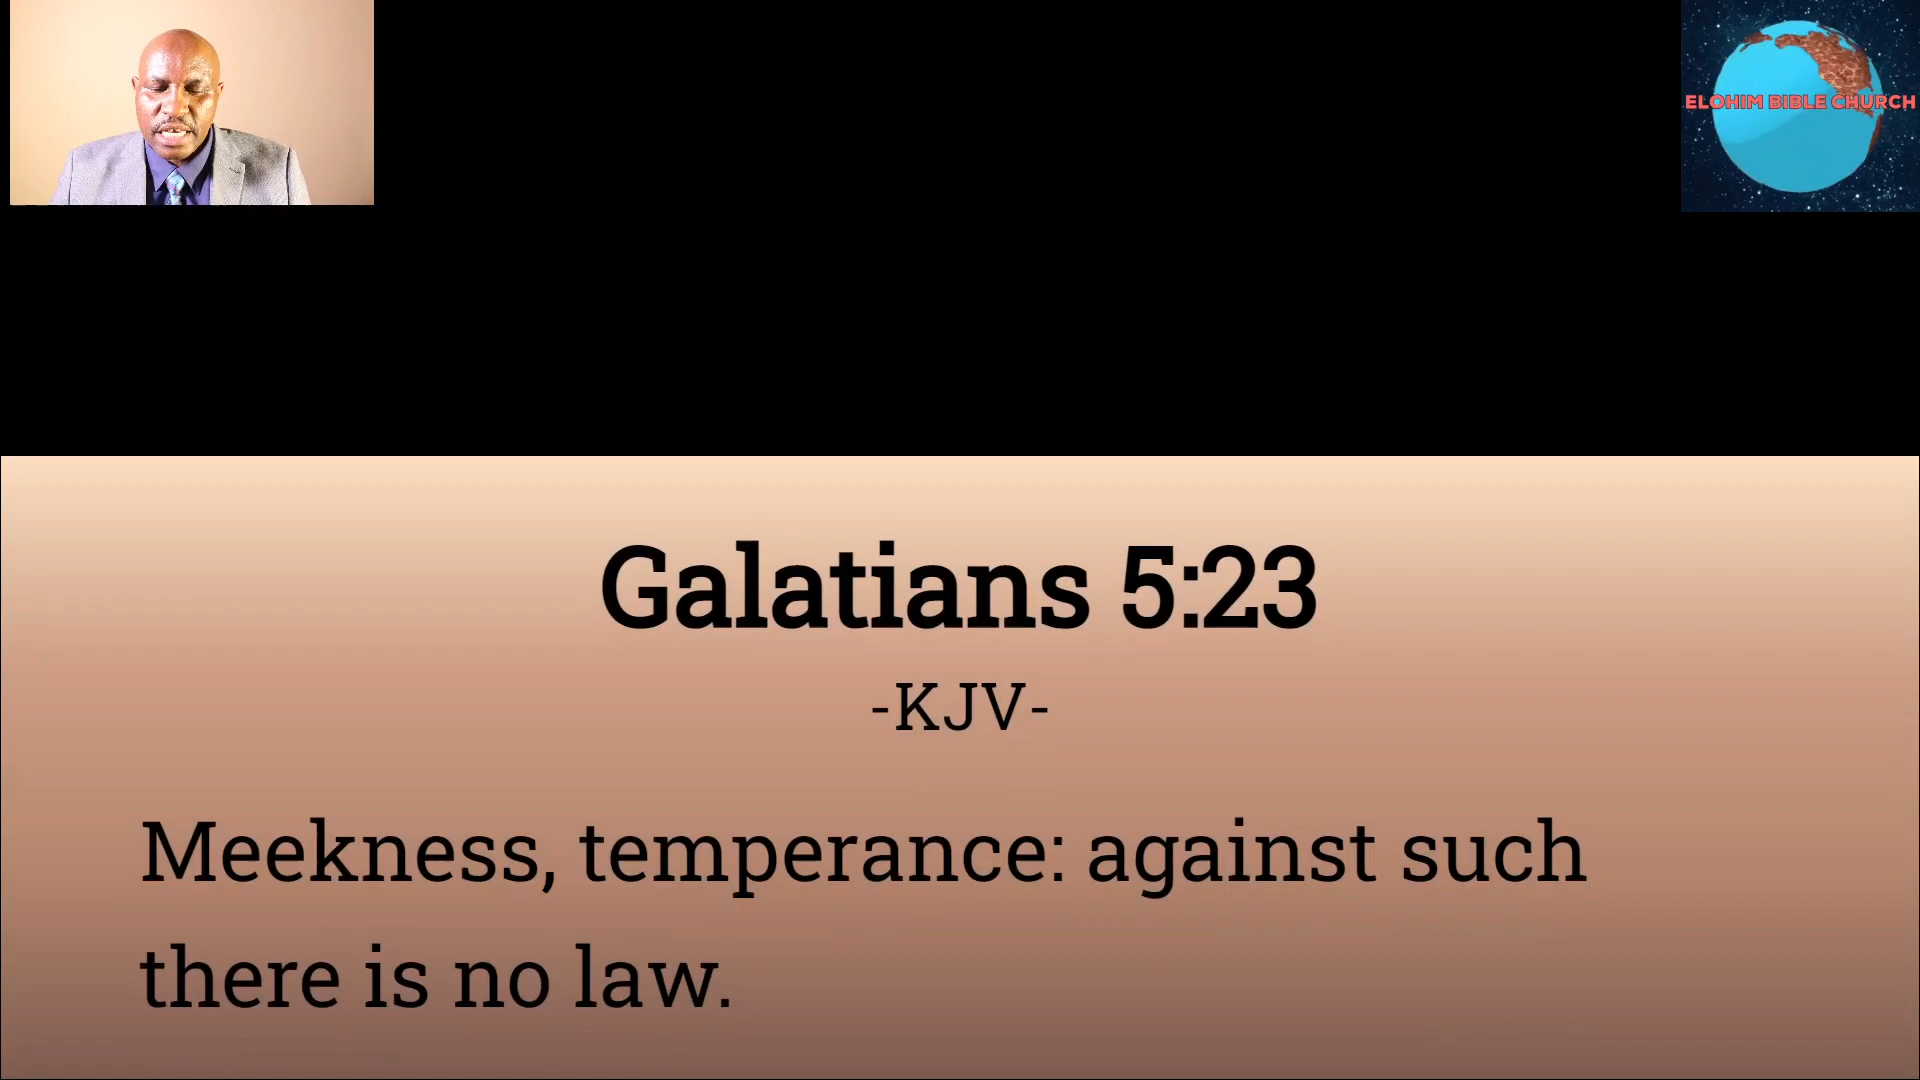 ELOHIM BIBLE CHURCH
Galatians 5:23
-KJV-
Meekness, temperance: against such
there is no law.